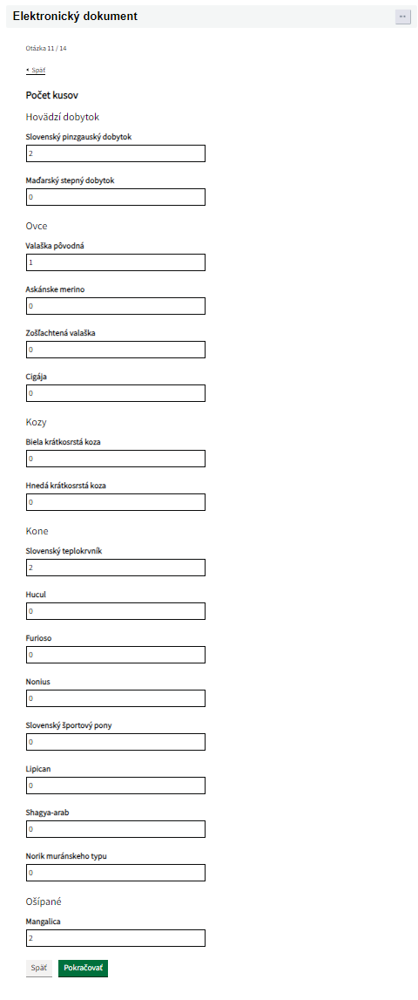 Elektronický dokument
Otázka 11 / 14
Späť
Počet kusov
Hovädzí dobytok
Slovenský pinzgauský dobytok
2
Maďarský stepný dobytok
0
Ovce
Valaška pôvodná
1
Askánske merino
0
Zošľachtená valaška
0
Cigája
0
Kozy
Biela krátkosrstá koza
0
Hnedá krátkosrstá koza
0
Kone
Slovenský teplokrvník
2
Hucul
0
Furioso
0
Nonius
0
Slovenský športový pony
0
Lipican
0
Shagya-arab
0
Norik muránskeho typu
0
Ošípané
Mangalica
2
Späť Pokračovať